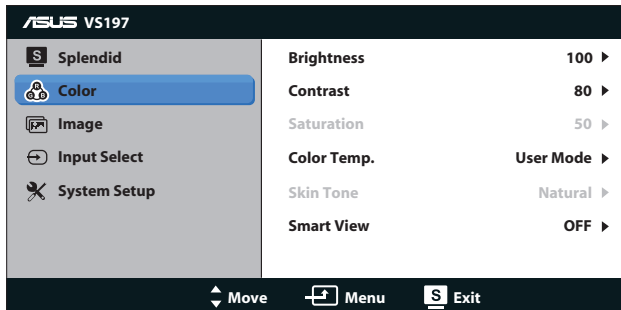 ASUS VS197
S Splendid
Color
Image
Input Select
System Setup
Brightness 100
Contrast 80
Saturation 50
Color Temp. User Mode
Skin Tone Natural
Smart View OFF
Move Menu S Exit